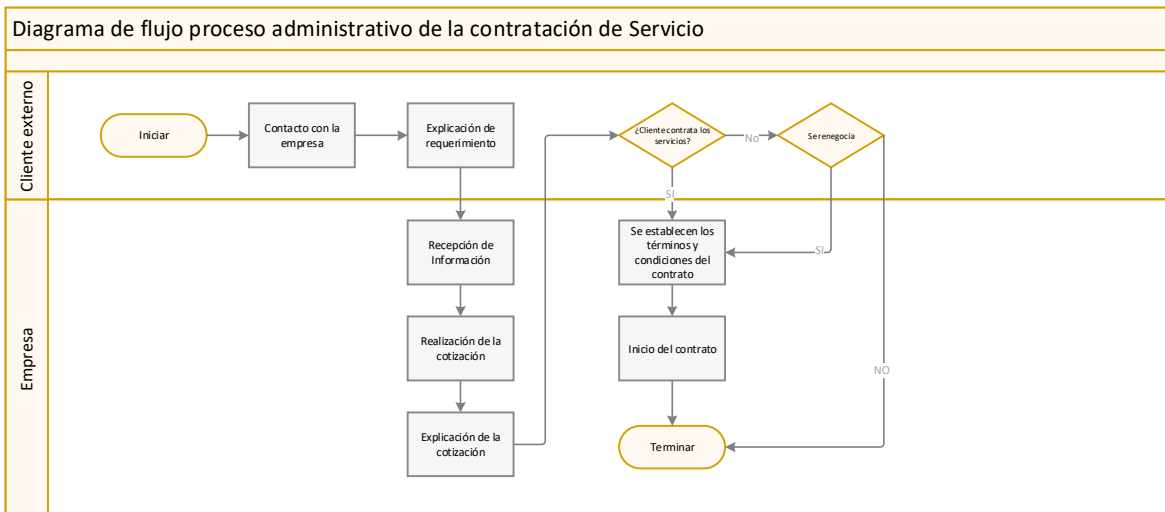 Diagrama de flujo proceso administrativo de la contratación de Servicio
Cliente externo
Iniciar
Contacto con la
empresa
Explicación de
requerimiento
¿Cliente contrata los
servicios?
No
Se renegocía
SI
Empresa
Recepción de
Información
Se establecen los
términos y
condiciones del
contrato
SI
Realización de la
cotización
Inicio del contrato
NO
Explicación de la
cotización
Terminar